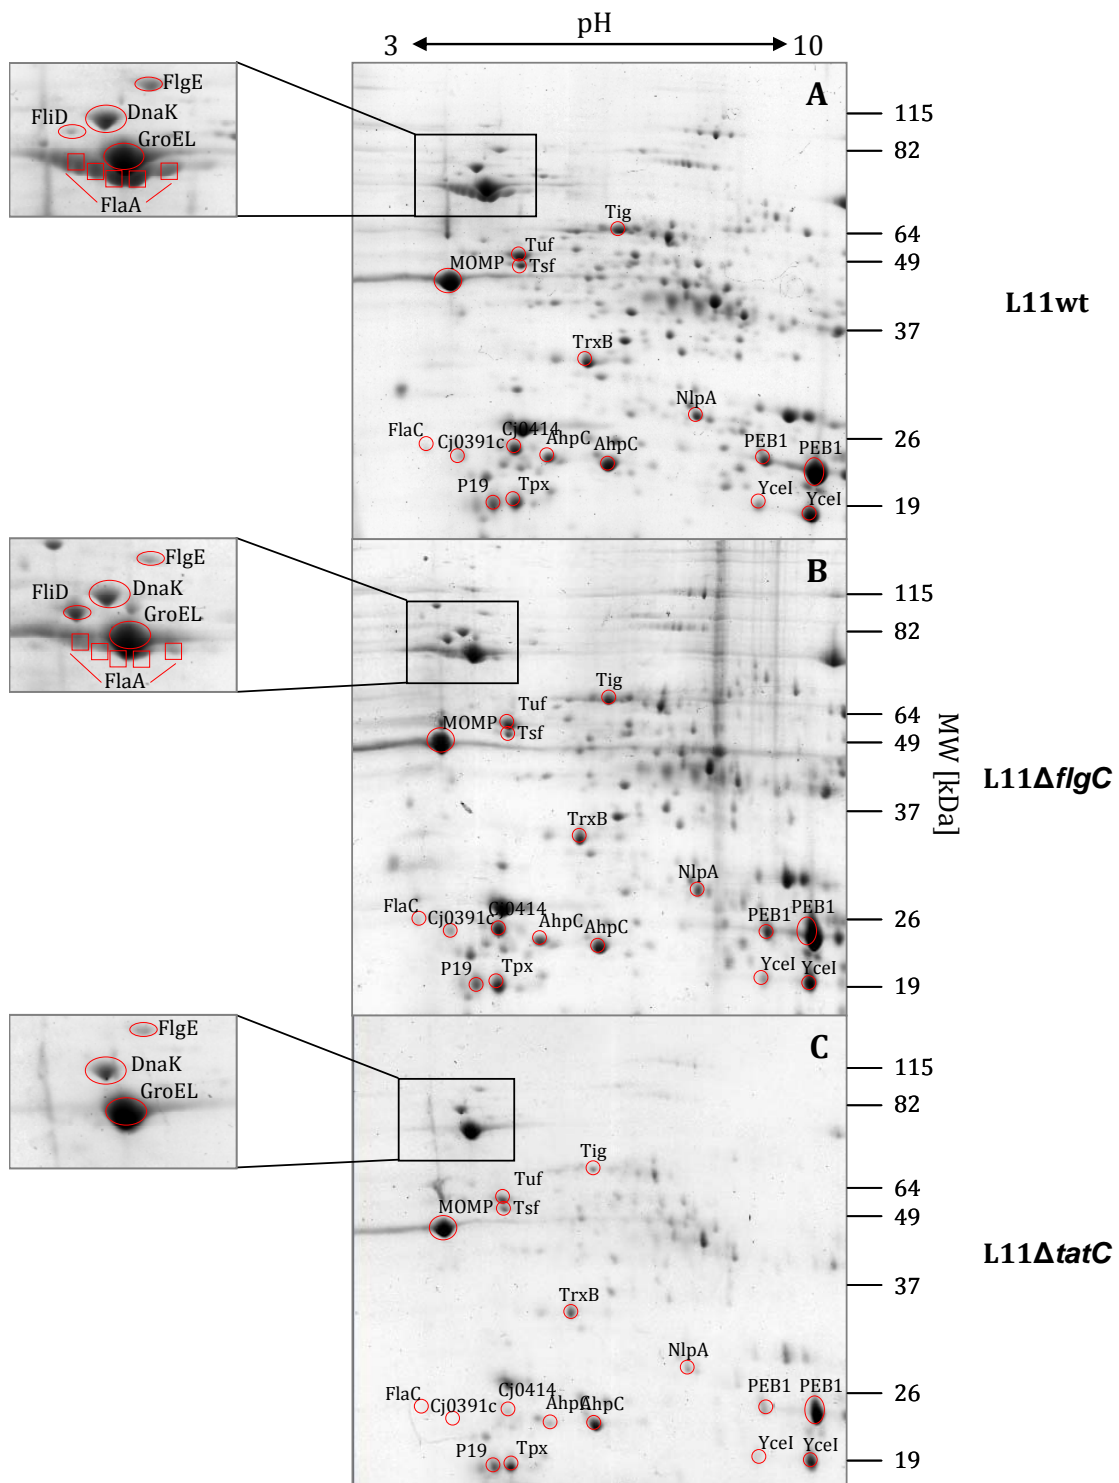 pH
3 10
A
FlgE
DnaK
FliD
GroEL
FlaA
115
82
Tig
64
Tuf
49
MOMP
Tsf
L11wt
37
TrxB
NlpA
FlaC
Cj0391c
Cj0414
AhpC
AhpC
26
PEB1
PEB1
P19
Tpx
YceI
YceI
19
B
FlgE
FliD
DnaK
GroEL
FlaA
115
82
Tig
Tuf
64
MOMP
Tsf
49
MW [kDa]
L11ΔflgC
37
TrxB
NlpA
FlaC
Cj0391c
Cj0414
AhpC
AhpC
PEB1
PEB1
26
P19
Tpx
YceI
YceI
19
C
FlgE
DnaK
GroEL
115
82
Tig
Tuf
64
MOMP
Tsf
49
L11ΔtatC
37
TrxB
NlpA
FlaC
Cj0391c
Cj0414
AhpC
AhpC
PEB1
PEB1
26
P19
Tpx
YceI
YceI
19